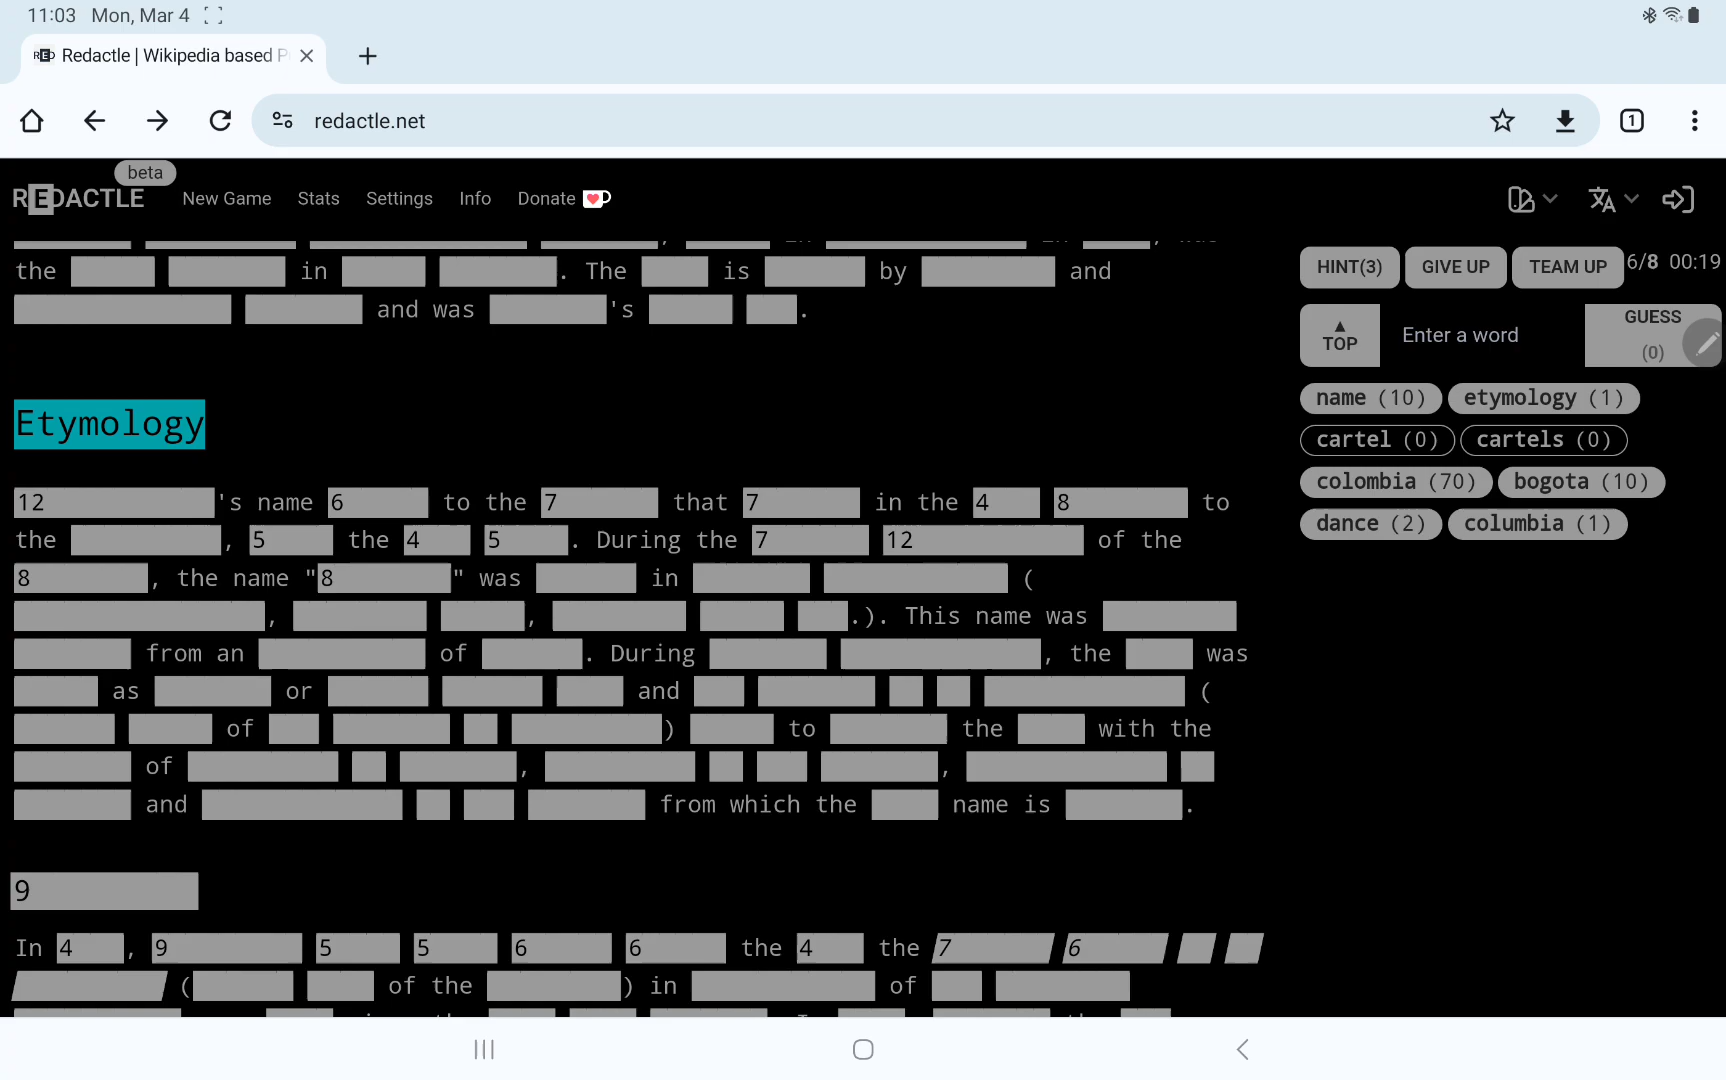 11:03 Mon, Mar 4
RED Redactle | Wikipedia based P
redactle.net
1
beta
REDACTLE New Game Stats Settings Info Donate
, in in , was
the in . The is by and
and was 's .
HINT(3) GIVE UP TEAM UP 6/8 00:19
▲ TOP Enter a word GUESS (0)
name (10) etymology (1)
cartel (0) cartels (0)
colombia (70) bogota (10)
dance (2) columbia (1)
Etymology
12 's name 6 to the 7 that 7 in the 4 8 to
the , 5 the 4 5 . During the 7 12 of the
8 , the name "8 " was in (
, , .). This name was
from an of . During , the was
as or and (
of ) to the with the
of , ,
and from which the name is .
9
In 4 , 9 5 5 6 6 the 4 the 7 6
( of the ) in of